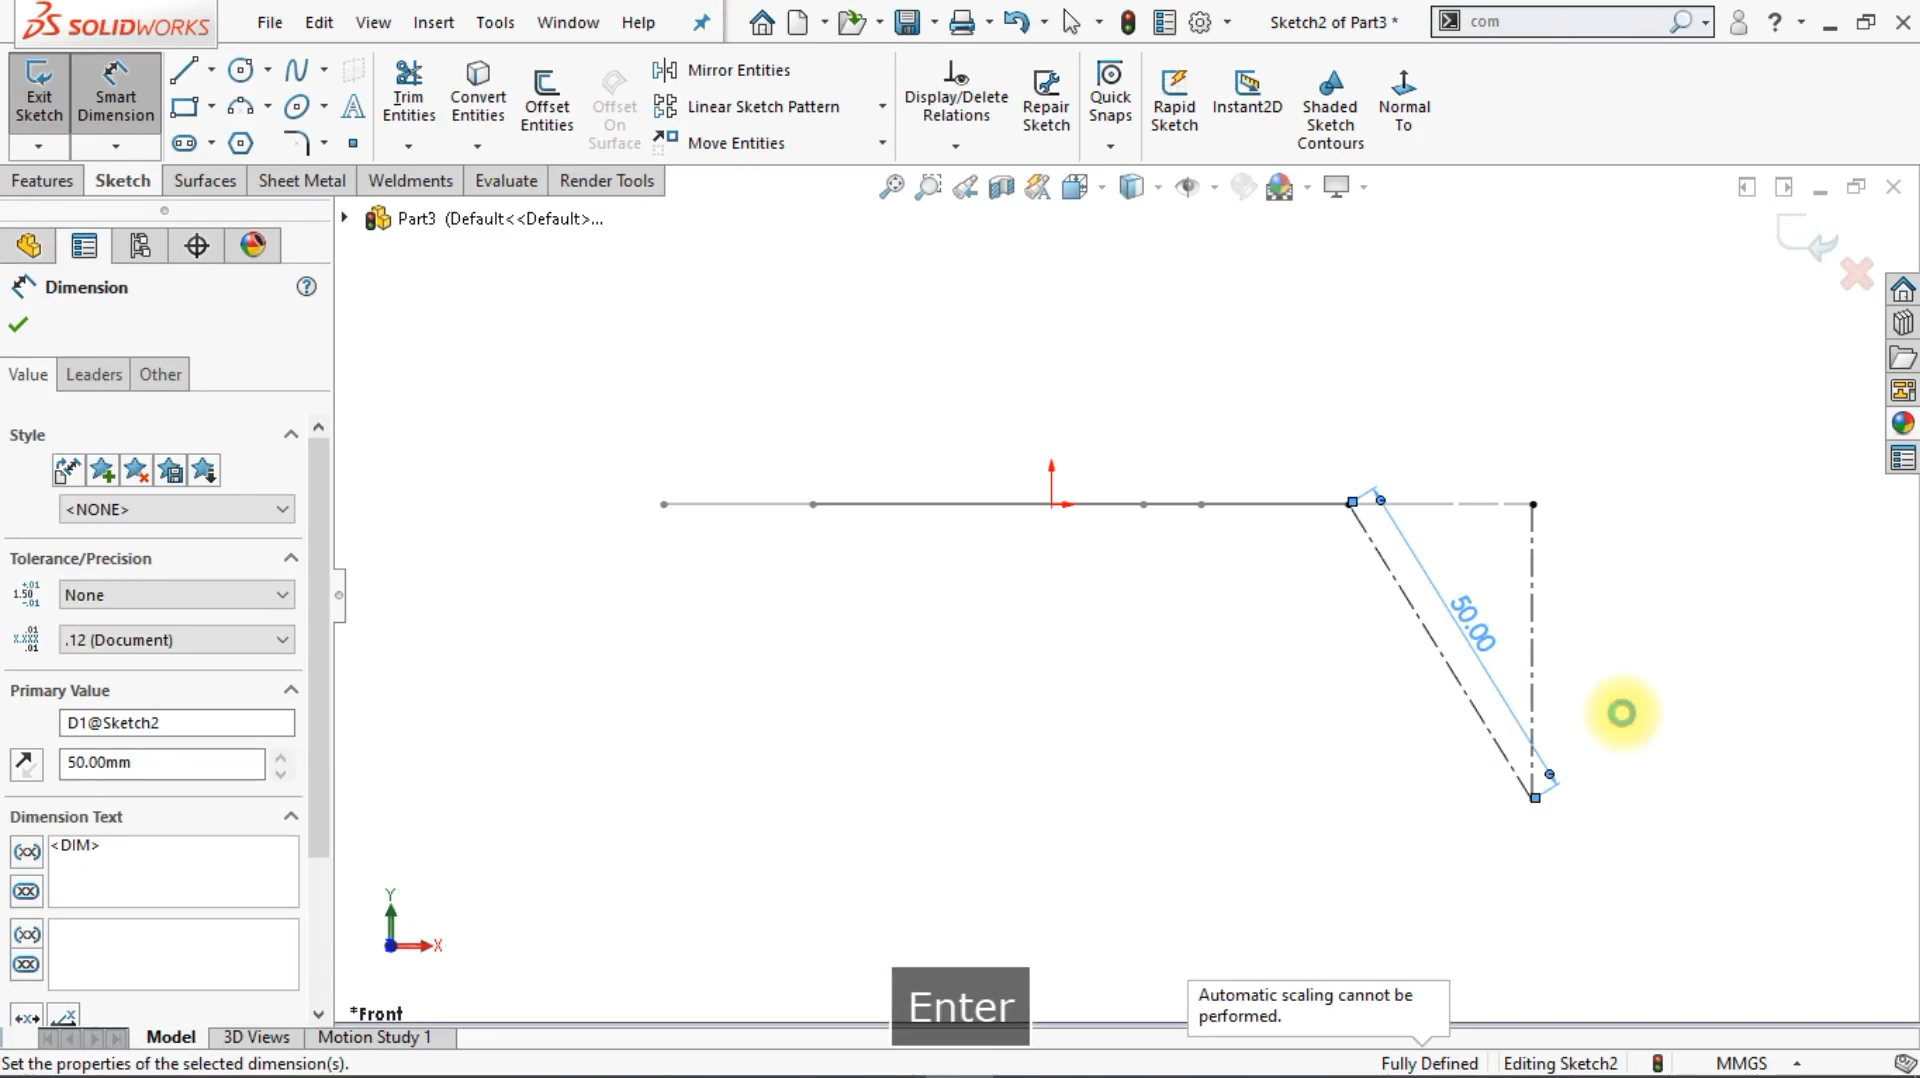 SOLIDWORKS
File Edit View Insert Tools Window Help
Sketch2 of Part3 *
com
Exit Sketch
Smart Dimension
Trim Entities
Convert Entities
Offset Entities
Offset On Surface
Mirror Entities
Linear Sketch Pattern
Move Entities
Display/Delete Relations
Repair Sketch
Quick Snaps
Rapid Sketch
Instant2D
Shaded Sketch Contours
Normal To
Features Sketch Surfaces Sheet Metal Weldments Evaluate Render Tools
Part3 (Default<<Default>...
Dimension
Value Leaders Other
Style
<NONE>
Tolerance/Precision
None
.12 (Document)
Primary Value
D1@Sketch2
50.00mm
Dimension Text
<DIM>
50.00
Y
X
*Front
Enter
Automatic scaling cannot be
performed.
Model 3D Views Motion Study 1
Set the properties of the selected dimension(s).
Fully Defined Editing Sketch2 MMGS